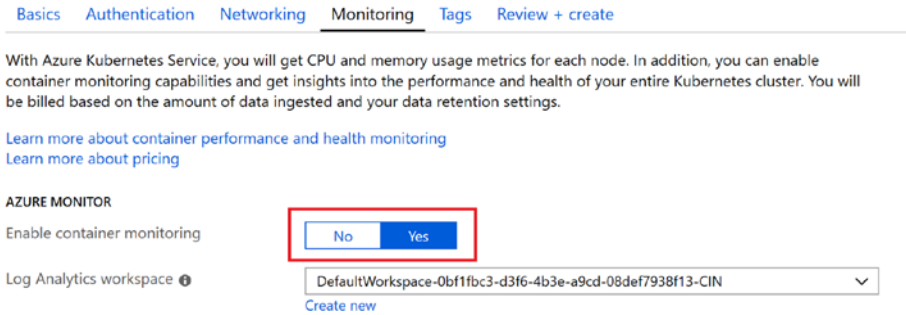 Basics Authentication Networking Monitoring Tags Review + create
With Azure Kubernetes Service, you will get CPU and memory usage metrics for each node. In addition, you can enable
container monitoring capabilities and get insights into the performance and health of your entire Kubernetes cluster. You will
be billed based on the amount of data ingested and your data retention settings.
Learn more about container performance and health monitoring
Learn more about pricing
AZURE MONITOR
Enable container monitoring No Yes
Log Analytics workspace DefaultWorkspace-0bf1fbc3-d3f6-4b3e-a9cd-08def7938f13-CIN
Create new